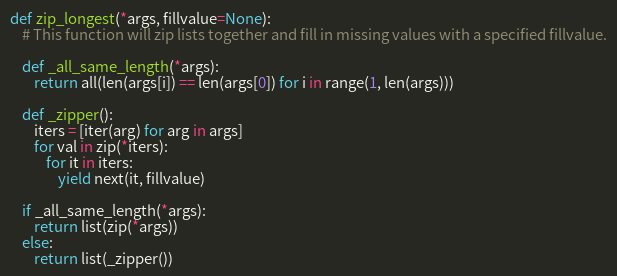 def zip_longest(*args, fillvalue=None):
    # This function will zip lists together and fill in missing values with a specified fillvalue.

    def _all_same_length(*args):
        return all(len(args[i]) == len(args[0]) for i in range(1, len(args)))

    def _zipper():
        iters = [iter(arg) for arg in args]
        for val in zip(*iters):
            for it in iters:
                yield next(it, fillvalue)

    if _all_same_length(*args):
        return list(zip(*args))
    else:
        return list(_zipper())